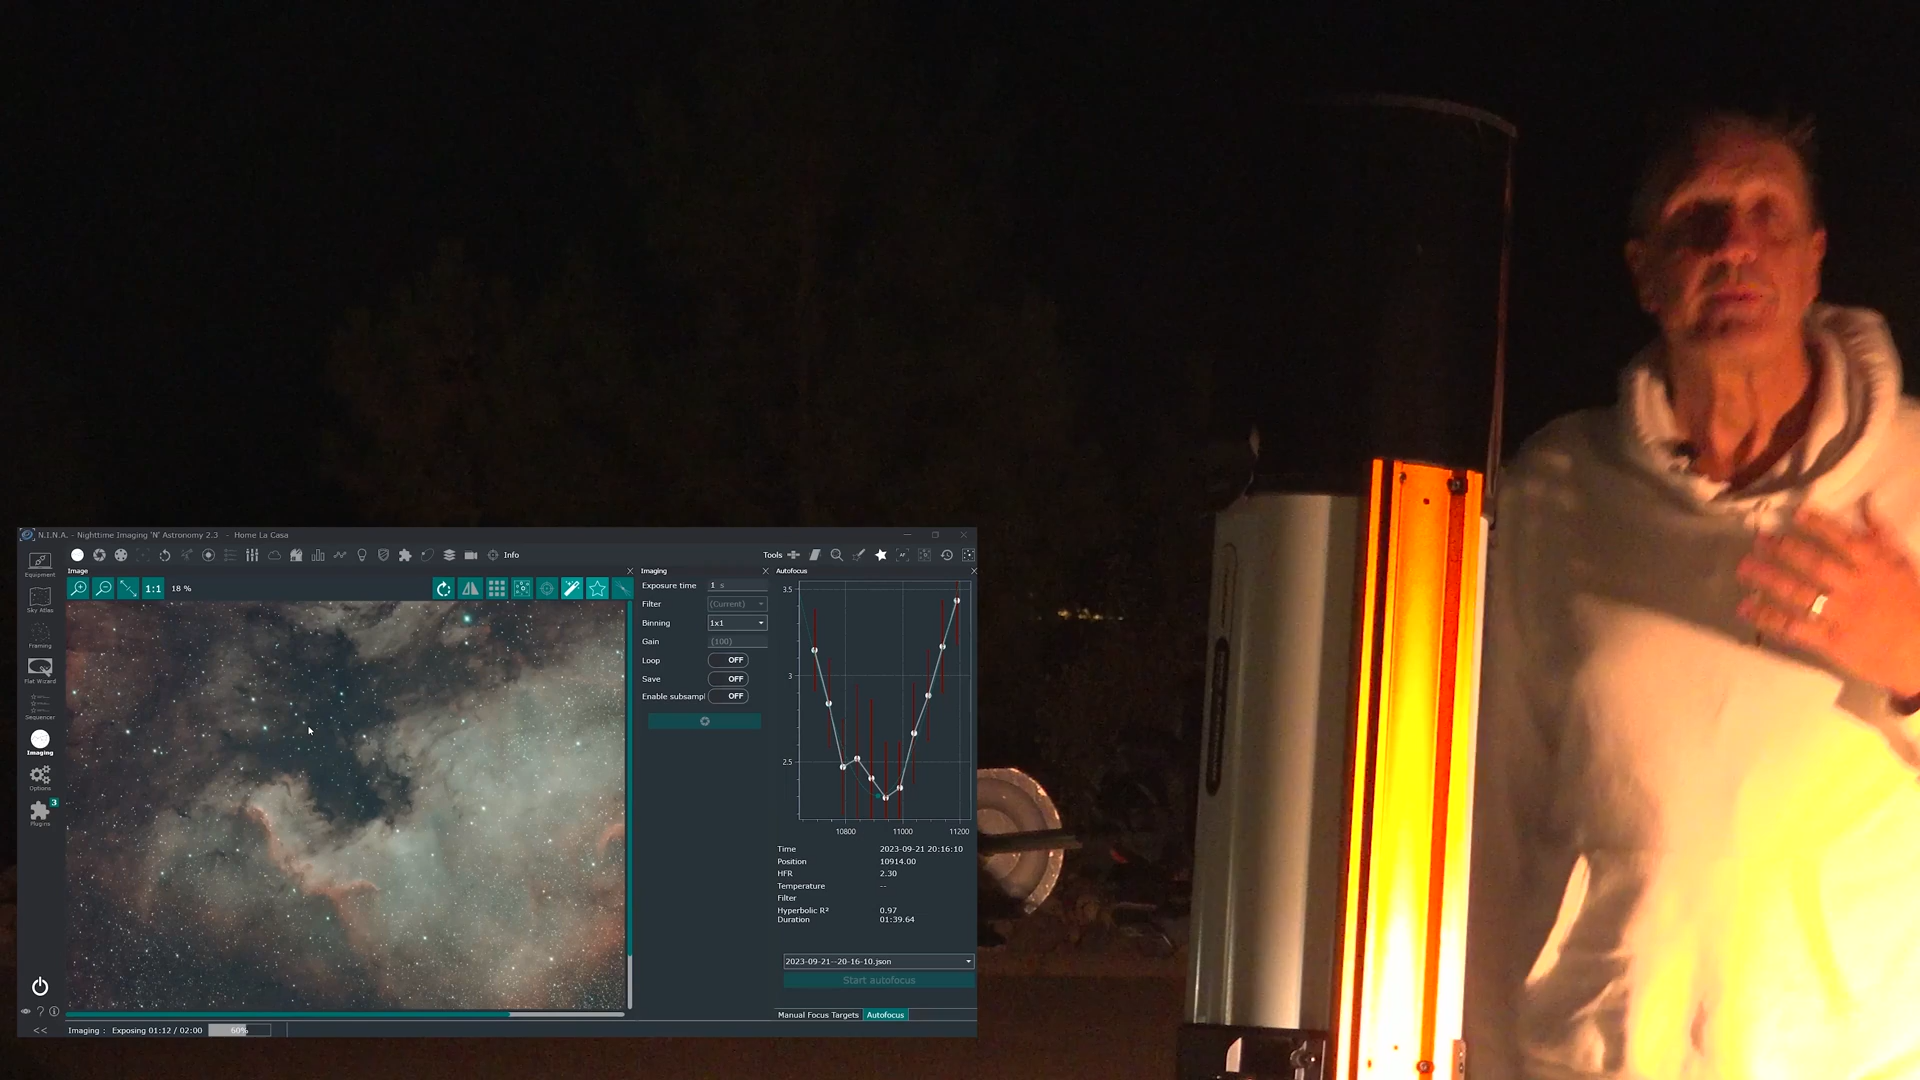 N.I.N.A. - Nighttime Imaging 'N' Astronomy 2.3 - Home La Casa
Info
Tools
Equipment
Sky Atlas
Framing
Flat Wizard
Sequencer
Imaging
Options
3
Plugins
<<
Image
1:1
18 %
Imaging
Exposure time 1 s
Filter (Current)
Binning 1x1
Gain (100)
Loop OFF
Save OFF
Enable subsampl OFF
Autofocus
3.5
3
2.5
10800 11000 11200
Time 2023-09-21 20:16:10
Position 10914.00
HFR 2.30
Temperature --
Filter
Hyperbolic R² 0.97
Duration 01:39.64
2023-09-21--20-16-10.json
Start autofocus
Manual Focus Targets Autofocus
Imaging : Exposing 01:12 / 02:00 60%